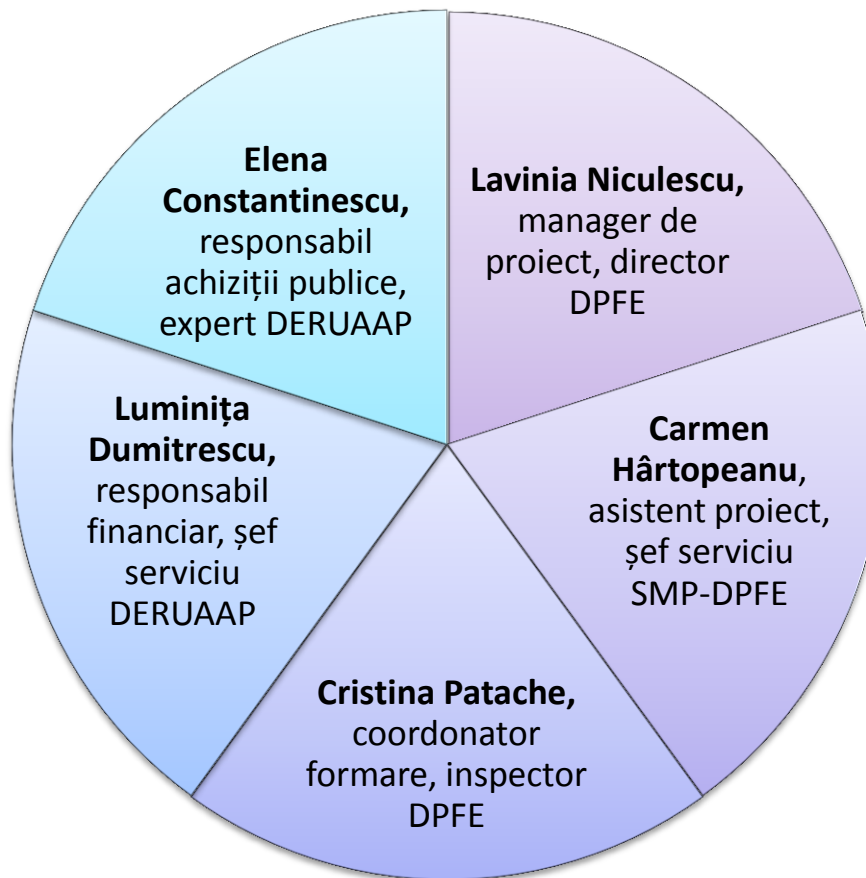 Elena
Constantinescu,
responsabil
achiziții publice,
expert DERUAAP
Lavinia Niculescu,
manager de
proiect, director
DPFE
Luminița
Dumitrescu,
responsabil
financiar, șef
serviciu
DERUAAP
Carmen
Hârtopeanu,
asistent proiect,
șef serviciu
SMP-DPFE
Cristina Patache,
coordonator
formare, inspector
DPFE